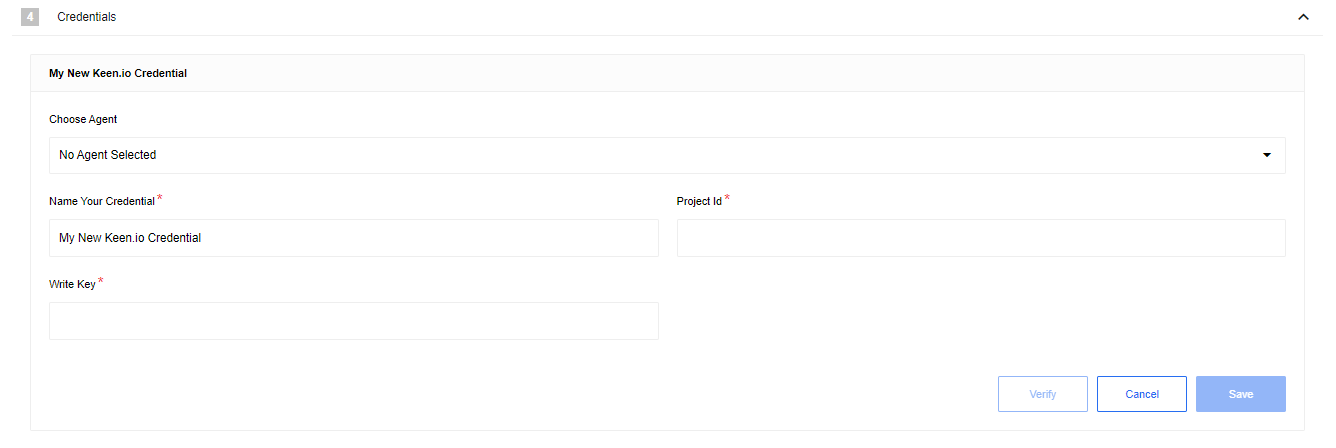 4 Credentials
My New Keen.io Credential
Choose Agent
No Agent Selected
Name Your Credential * Project Id *
My New Keen.io Credential
Write Key *
Verify Cancel Save